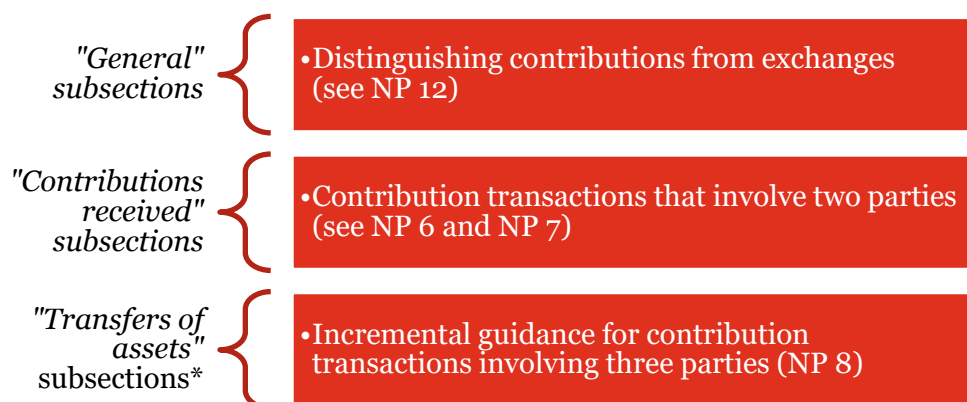 "General"
subsections
•Distinguishing contributions from exchanges
(see NP 12)
"Contributions
received"
subsections
•Contribution transactions that involve two parties
(see NP 6 and NP 7)
"Transfers of
assets"
subsections*
•Incremental guidance for contribution
transactions involving three parties (NP 8)